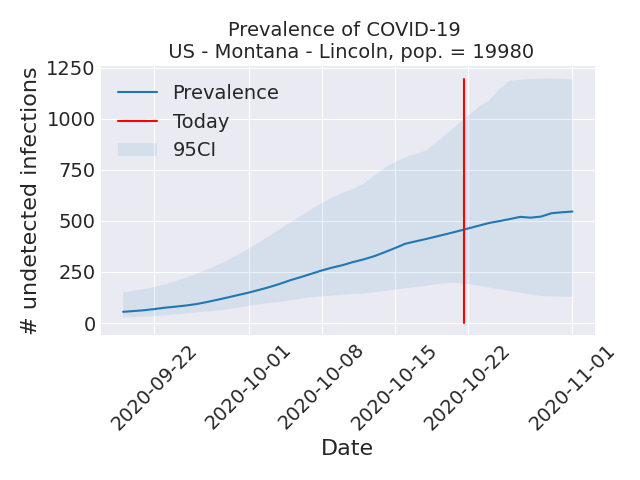 Prevalence of COVID-19
US - Montana - Lincoln, pop. = 19980
# undetected infections
1250
1000
750
500
250
0
Prevalence
Today
95CI
2020-09-22
2020-10-01
2020-10-08
2020-10-15
2020-10-22
2020-11-01
Date